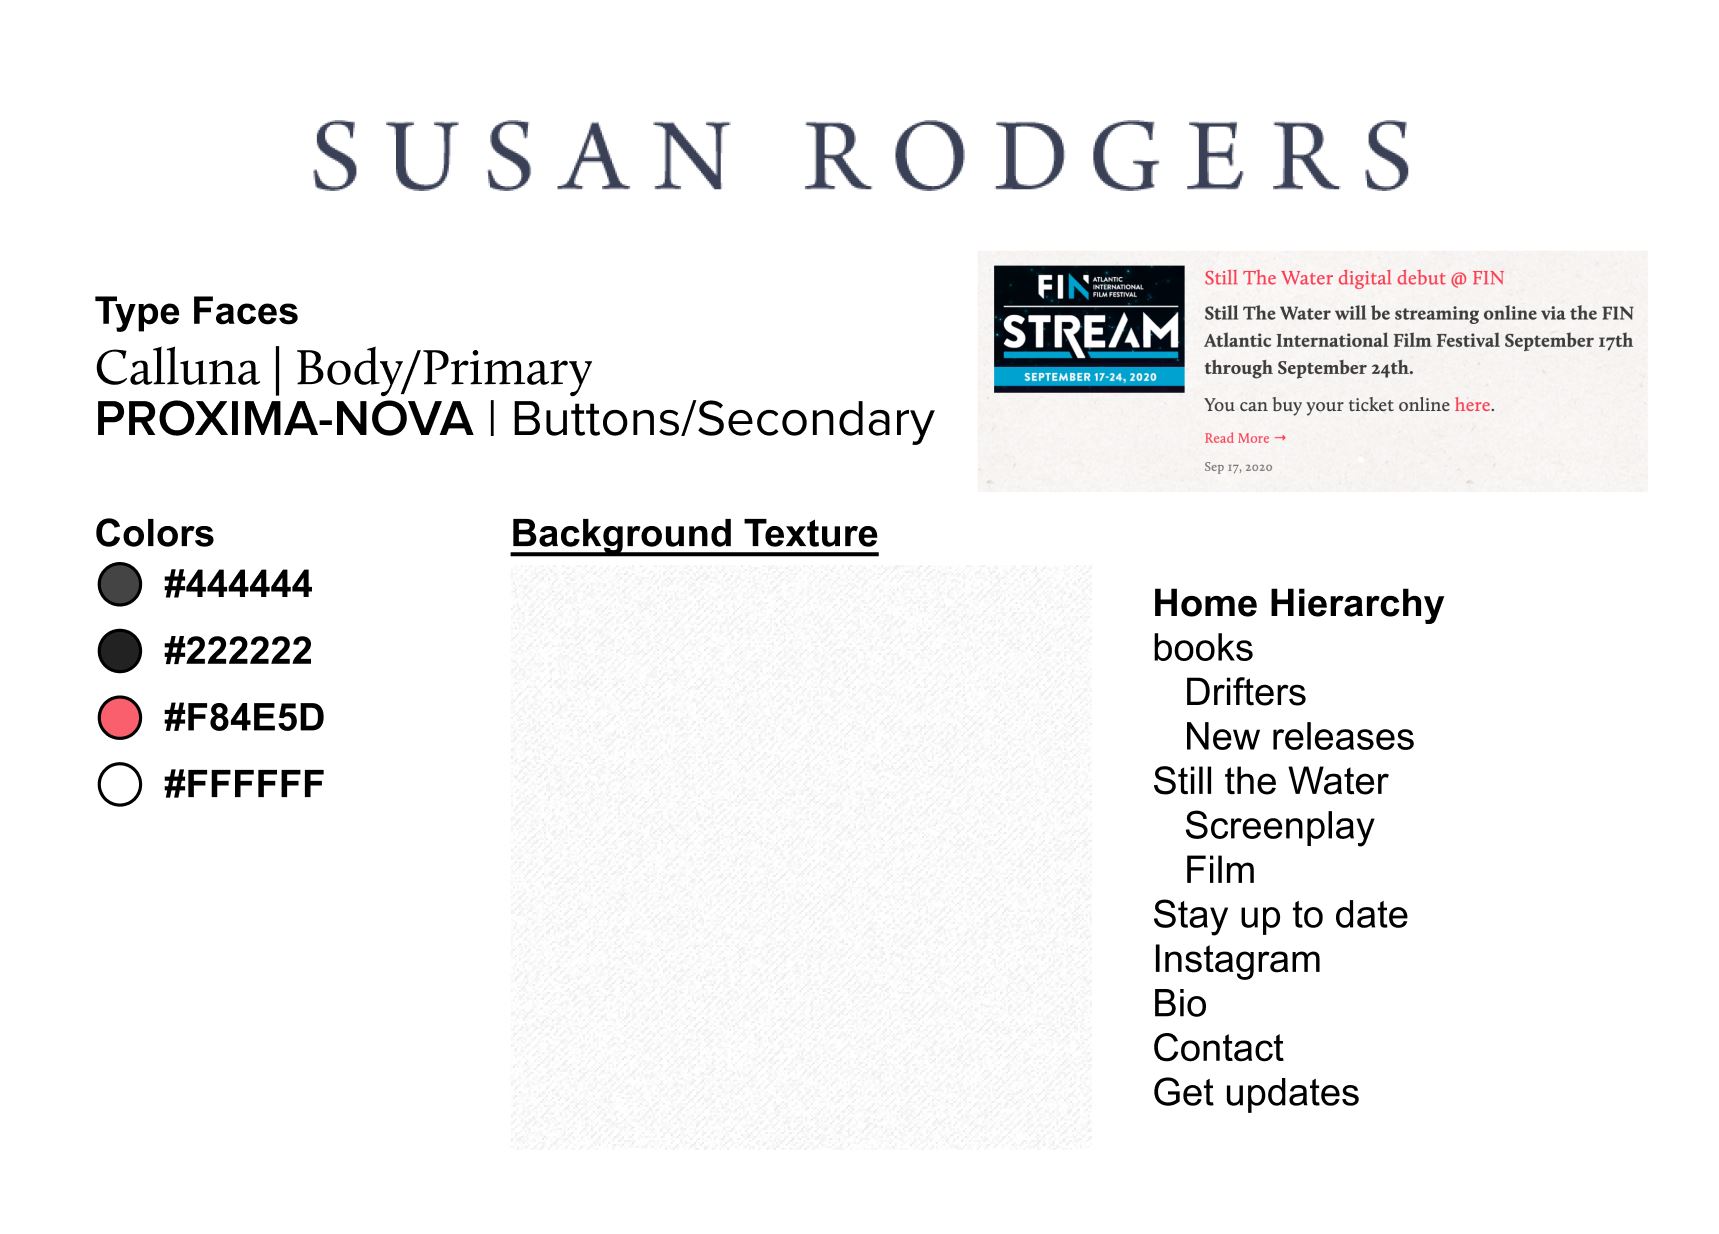 SUSAN RODGERS
Type Faces
Calluna | Body/Primary
PROXIMA-NOVA | Buttons/Secondary
FIN ATLANTIC
INTERNATIONAL
FILM FESTIVAL
STREAM
SEPTEMBER 17-24, 2020
Still The Water digital debut @ FIN
Still The Water will be streaming online via the FIN
Atlantic International Film Festival September 17th
through September 24th.
You can buy your ticket online here.
Read More →
Sep 17, 2020
Colors
#444444
#222222
#F84E5D
#FFFFFF
Background Texture
Home Hierarchy
books
Drifters
New releases
Still the Water
Screenplay
Film
Stay up to date
Instagram
Bio
Contact
Get updates